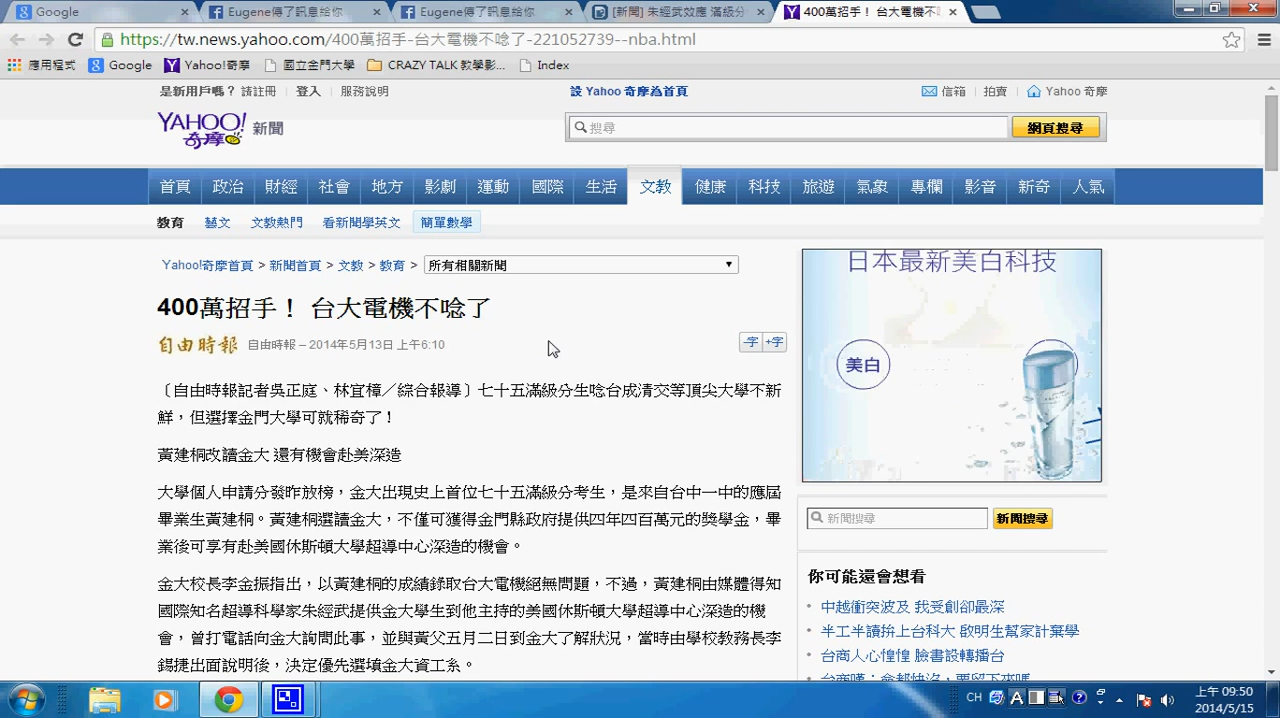 Google
Eugene傳了訊息給你
Eugene傳了訊息給你
[新聞] 朱經武效應 滿級分
400萬招手！ 台大電機不
https://tw.news.yahoo.com/400萬招手-台大電機不唸了-221052739--nba.html
應用程式 Google Yahoo!奇摩 國立金門大學 CRAZY TALK 教學影... Index
是新用戶嗎？ 請註冊 登入 服務說明
設 Yahoo 奇摩為首頁
信箱 拍賣 Yahoo 奇摩
YAHOO! 奇摩 新聞
搜尋
網頁搜尋
首頁 政治 財經 社會 地方 影劇 運動 國際 生活 文教 健康 科技 旅遊 氣象 專欄 影音 新奇 人氣
教育 藝文 文教熱門 看新聞學英文 簡單數學
Yahoo!奇摩首頁 > 新聞首頁 > 文教 > 教育 > 所有相關新聞
400萬招手！ 台大電機不唸了
自由時報 自由時報 – 2014年5月13日 上午6:10
-字 +字
〔自由時報記者吳正庭、林宜樟／綜合報導〕七十五滿級分生唸台成清交等頂尖大學不新
鮮，但選擇金門大學可就稀奇了！
黃建桐改讀金大 還有機會赴美深造
大學個人申請分發昨放榜，金大出現史上首位七十五滿級分考生，是來自台中一中的應屆
畢業生黃建桐。黃建桐選讀金大，不僅可獲得金門縣政府提供四年四百萬元的獎學金，畢
業後可享有赴美國休斯頓大學超導中心深造的機會。
金大校長李金振指出，以黃建桐的成績錄取台大電機絕無問題，不過，黃建桐由媒體得知
國際知名超導科學家朱經武提供金大學生到他主持的美國休斯頓大學超導中心深造的機
會，曾打電話向金大詢問此事，並與黃父五月二日到金大了解狀況，當時由學校教務長李
錫捷出面說明後，決定優先選填金大資工系。
日本最新美白科技
美白
新聞搜尋
新聞搜尋
你可能還會想看
中越衝突波及 我受創卻最深
半工半讀拚上台科大 啟明生幫家計棄學
台商人心惶惶 臉書設轉播台
CH
上午 09:50
2014/5/15